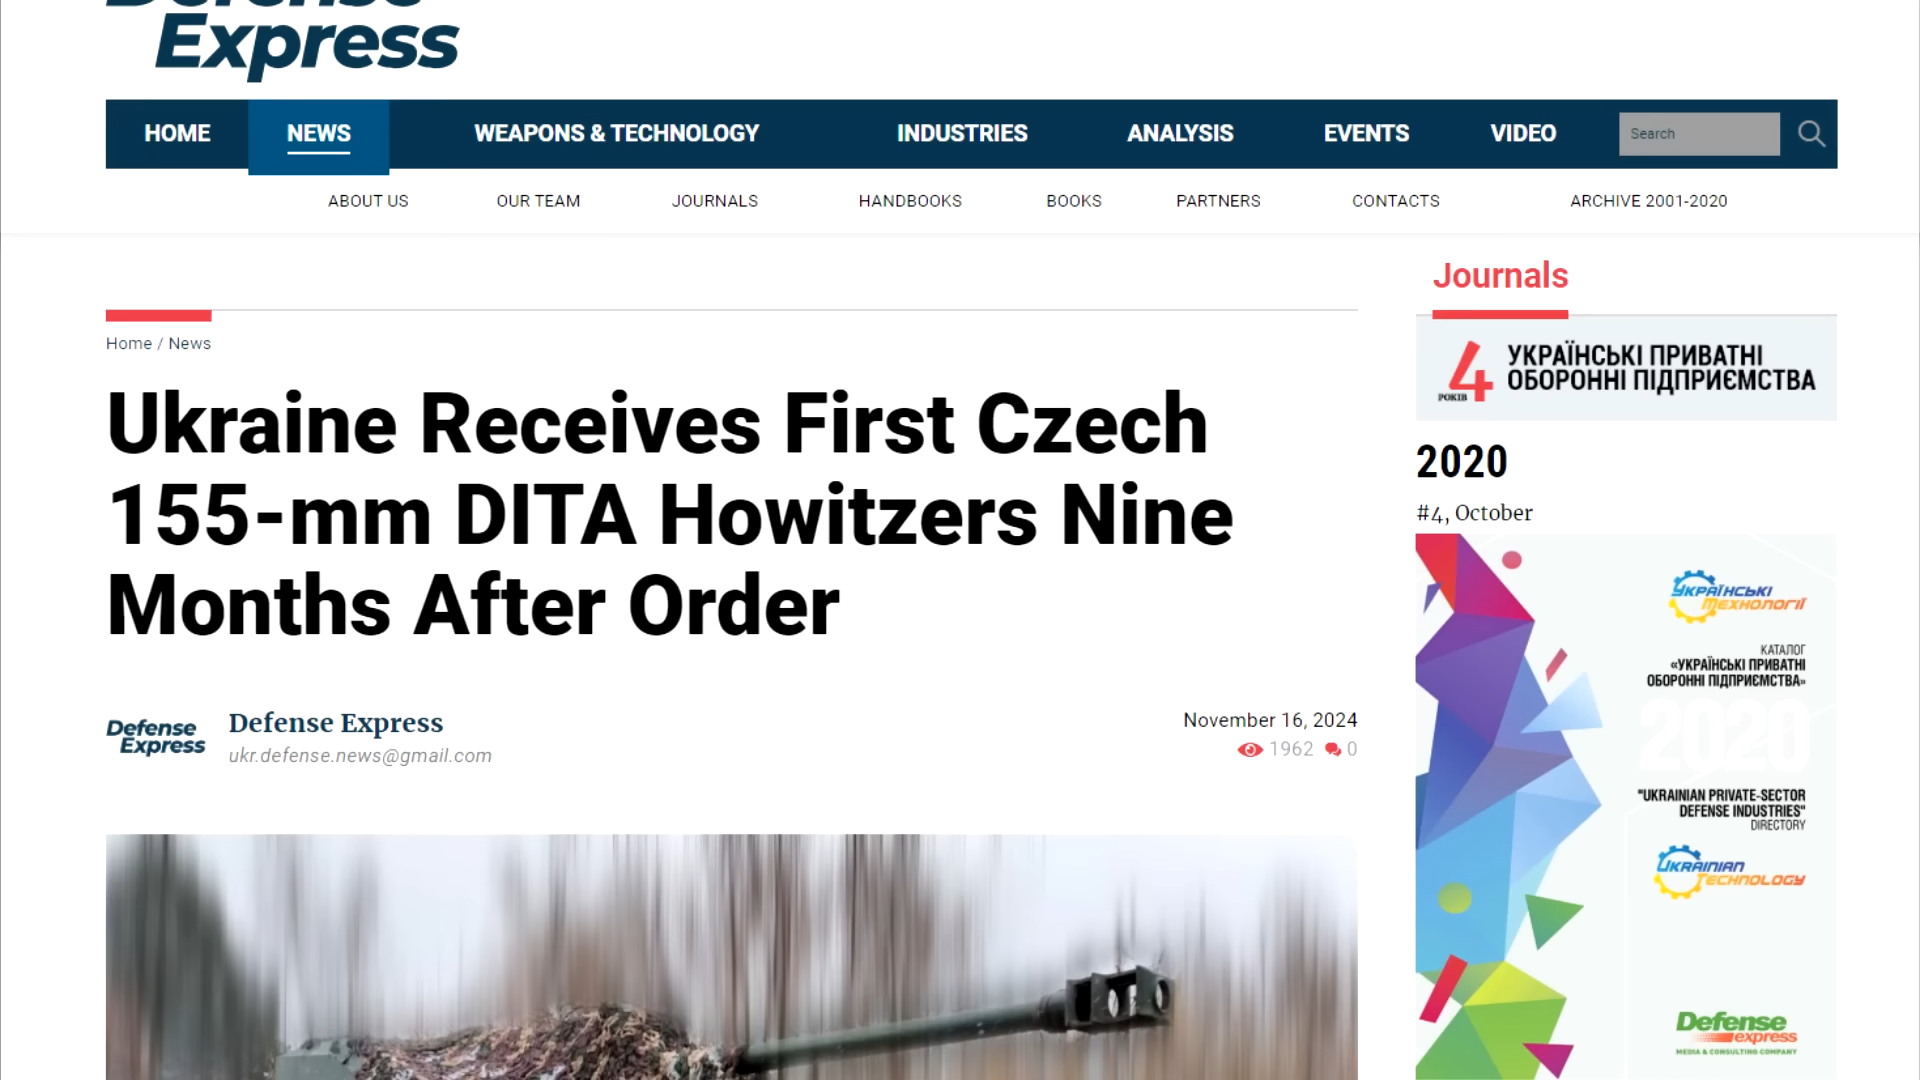 Defense
Express
HOME
NEWS
WEAPONS & TECHNOLOGY
INDUSTRIES
ANALYSIS
EVENTS
VIDEO
Search
ABOUT US
OUR TEAM
JOURNALS
HANDBOOKS
BOOKS
PARTNERS
CONTACTS
ARCHIVE 2001-2020
Home / News
Ukraine Receives First Czech
155-mm DITA Howitzers Nine
Months After Order
Defense
Express
Defense Express
ukr.defense.news@gmail.com
November 16, 2024
1962
0
Journals
4
РОКІВ
УКРАЇНСЬКІ ПРИВАТНІ
ОБОРОННІ ПІДПРИЄМСТВА
2020
#4, October
УКРАЇНСЬКІ
ТЕХНОЛОГІЇ
КАТАЛОГ
«УКРАЇНСЬКІ ПРИВАТНІ
ОБОРОННІ ПІДПРИЄМСТВА»
2020
"UKRAINIAN PRIVATE-SECTOR
DEFENSE INDUSTRIES"
DIRECTORY
UKRAINIAN
TECHNOLOGY
Defense
express
MEDIA & CONSULTING COMPANY